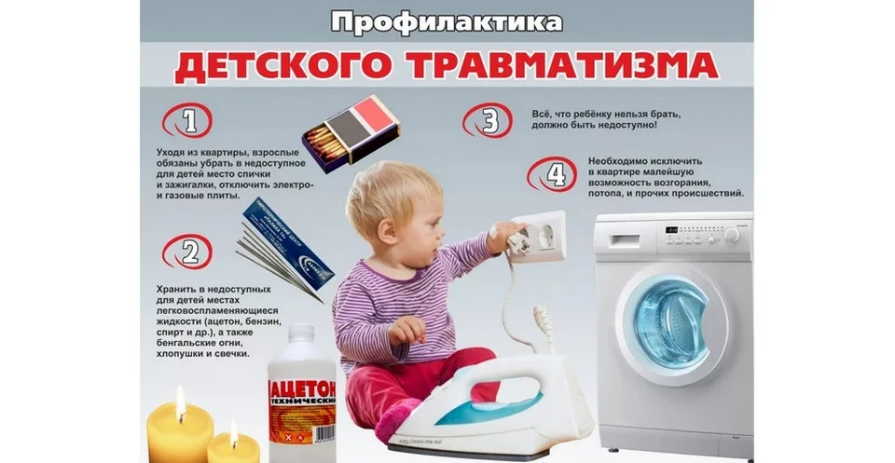 Профилактика
ДЕТСКОГО ТРАВМАТИЗМА
1
Уходя из квартиры, взрослые
обязаны убрать в недоступное
для детей место спички
и зажигалки, отключить электро-
и газовые плиты.
2
Хранить в недоступных
для детей местах
легковоспламеняющиеся
жидкости (ацетон, бензин,
спирт и др.), а также
бенгальские огни,
хлопушки и свечки.
3
Всё, что ребёнку нельзя брать,
должно быть недоступно!
4
Необходимо исключить
в квартире малейшую
возможность возгорания,
потопа, и прочих происшествий.
АЦЕТОН
ТЕХНИЧЕСКИЙ